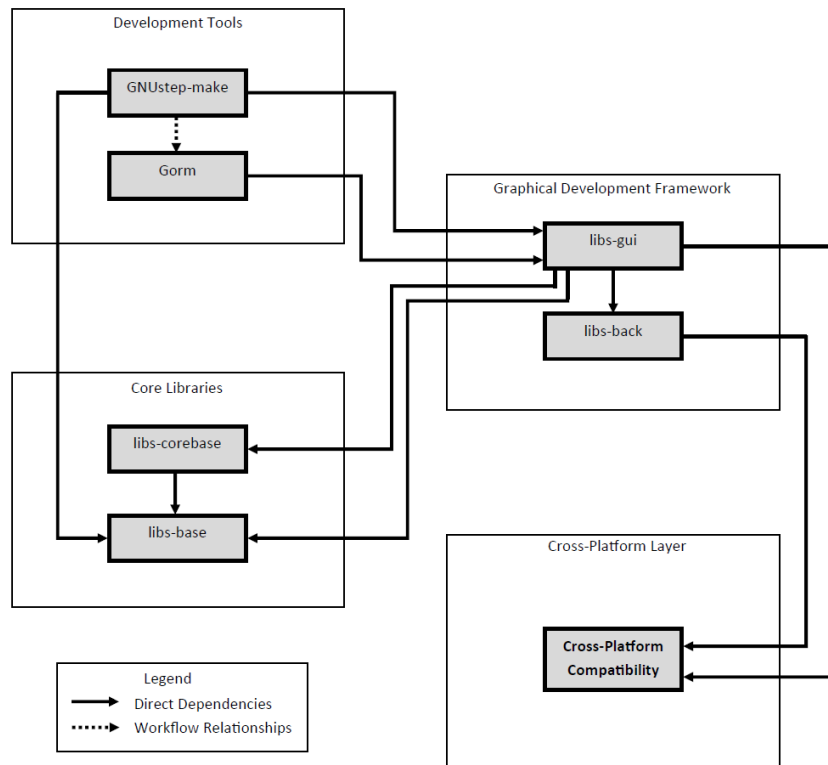 Development Tools
GNUstep-make
Gorm
Graphical Development Framework
libs-gui
libs-back
Core Libraries
libs-corebase
libs-base
Cross-Platform Layer
Cross-Platform
Compatibility
Legend
Direct Dependencies
Workflow Relationships